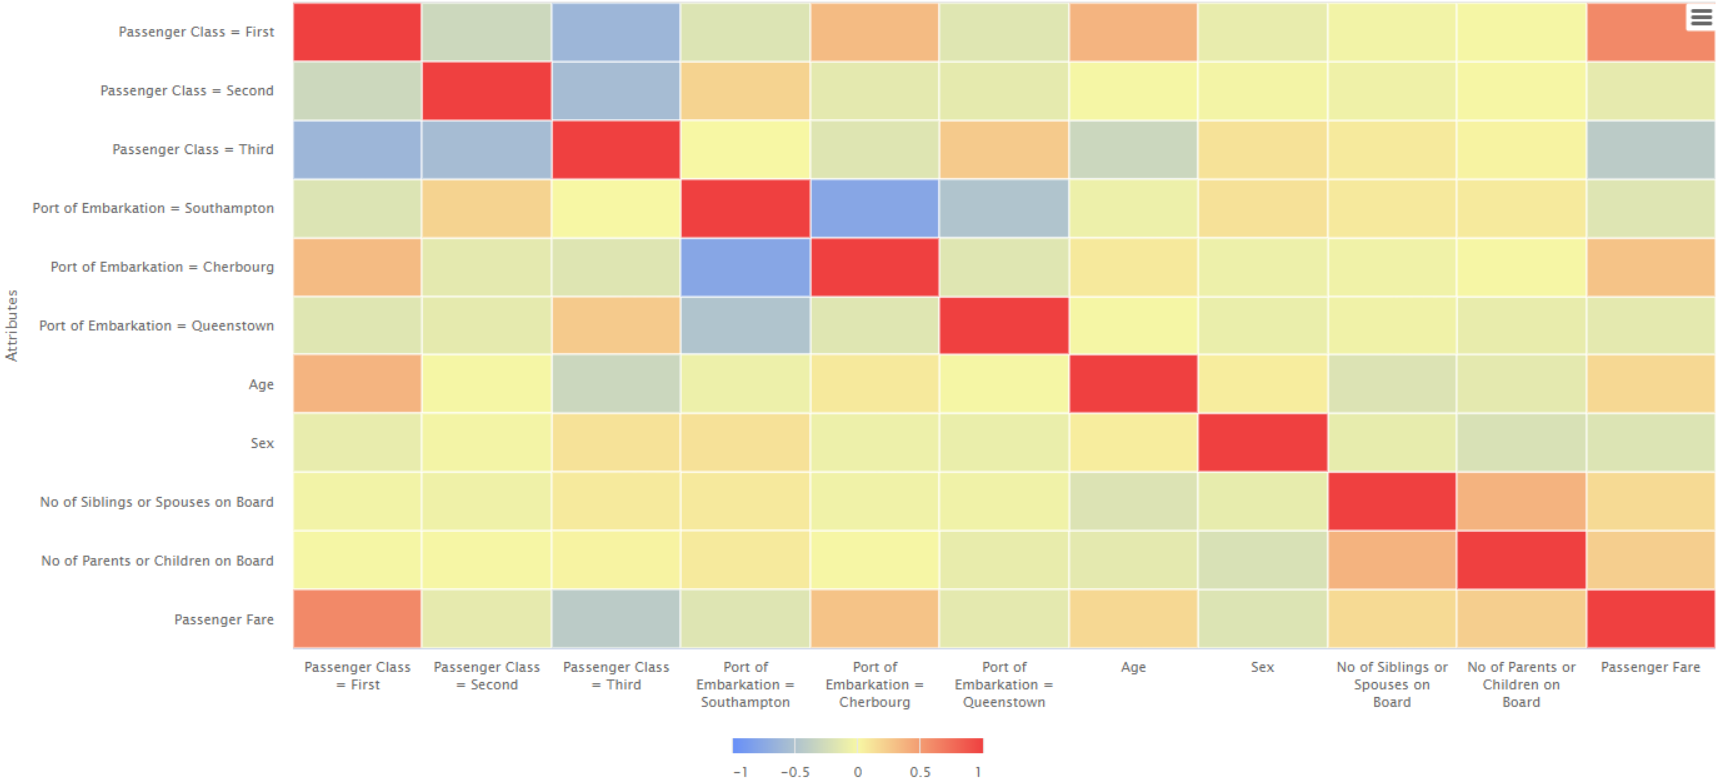 Passenger Class = First
Passenger Class = Second
Passenger Class = Third
Port of Embarkation = Southampton
Port of Embarkation = Cherbourg
Port of Embarkation = Queenstown
Age
Sex
No of Siblings or Spouses on Board
No of Parents or Children on Board
Passenger Fare
Attributes
Passenger Class
= First
Passenger Class
= Second
Passenger Class
= Third
Port of
Embarkation =
Southampton
Port of
Embarkation =
Cherbourg
Port of
Embarkation =
Queenstown
Age
Sex
No of Siblings or
Spouses on
Board
No of Parents or
Children on
Board
Passenger Fare
−1 −0.5 0 0.5 1